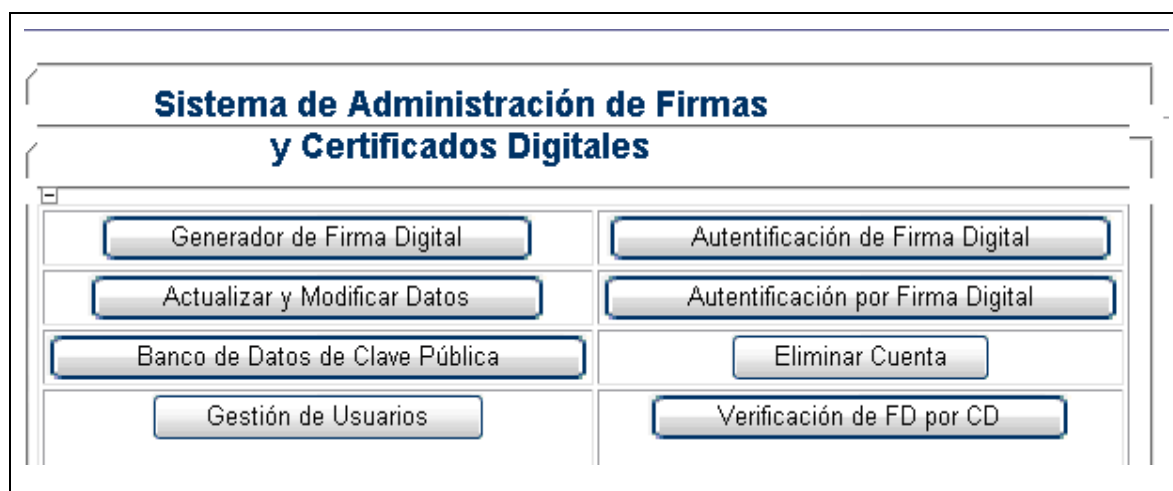 Sistema de Administración de Firmas
y Certificados Digitales
Generador de Firma Digital
Autentificación de Firma Digital
Actualizar y Modificar Datos
Autentificación por Firma Digital
Banco de Datos de Clave Pública
Eliminar Cuenta
Gestión de Usuarios
Verificación de FD por CD